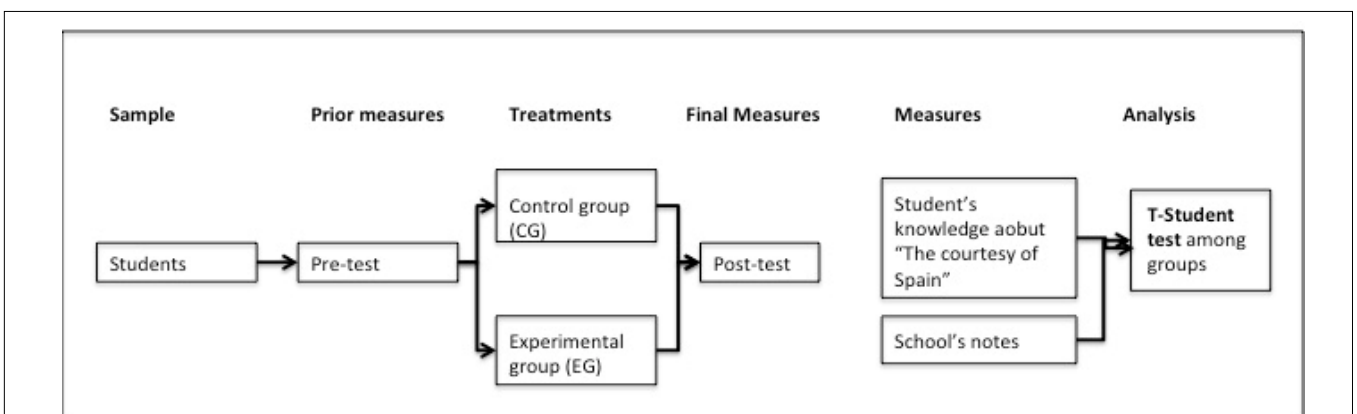 Sample Prior measures Treatments Final Measures Measures Analysis
Students
Pre-test
Control group
(CG)
Experimental
group (EG)
Post-test
Student's
knowledge aobut
"The courtesy of
Spain"
School's notes
T-Student
test among
groups